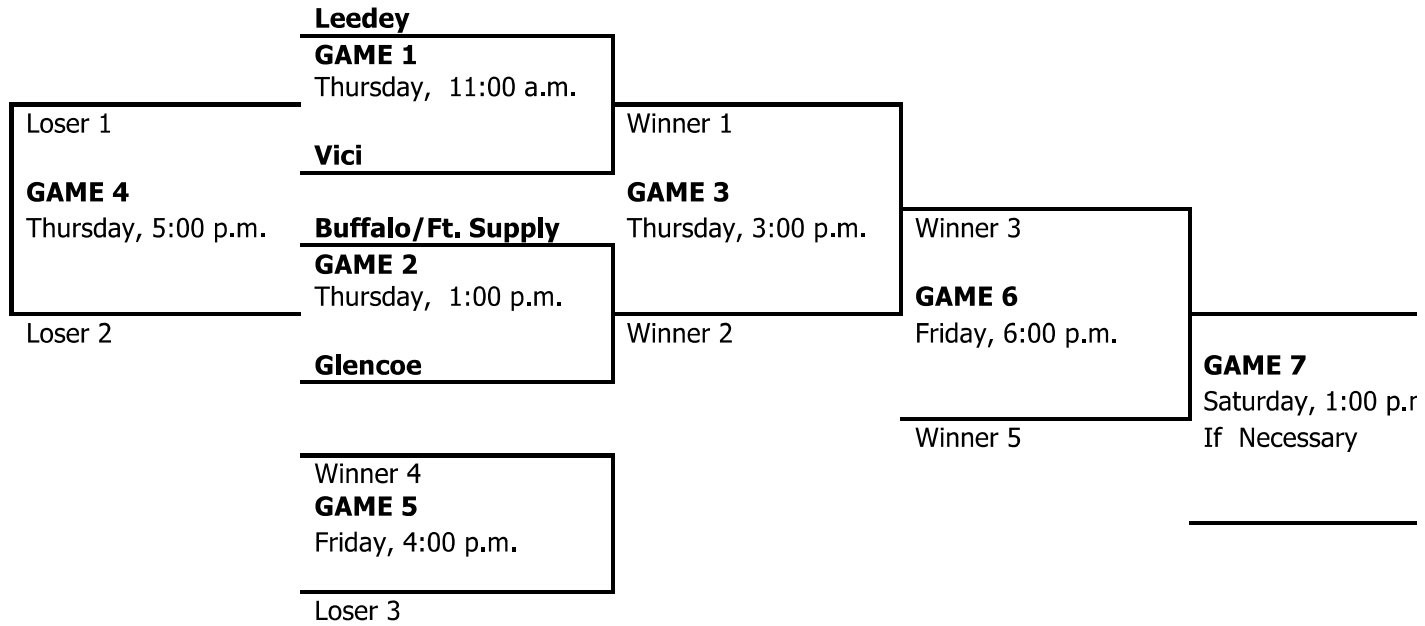 Leedey
GAME 1
Thursday, 11:00 a.m.
Loser 1
Winner 1
Vici
GAME 4
GAME 3
Thursday, 5:00 p.m.
Buffalo/Ft. Supply
Thursday, 3:00 p.m.
Winner 3
GAME 2
Thursday, 1:00 p.m.
GAME 6
Loser 2
Winner 2
Friday, 6:00 p.m.
Glencoe
GAME 7
Saturday, 1:00 p.
Winner 5
If Necessary
Winner 4
GAME 5
Friday, 4:00 p.m.
Loser 3